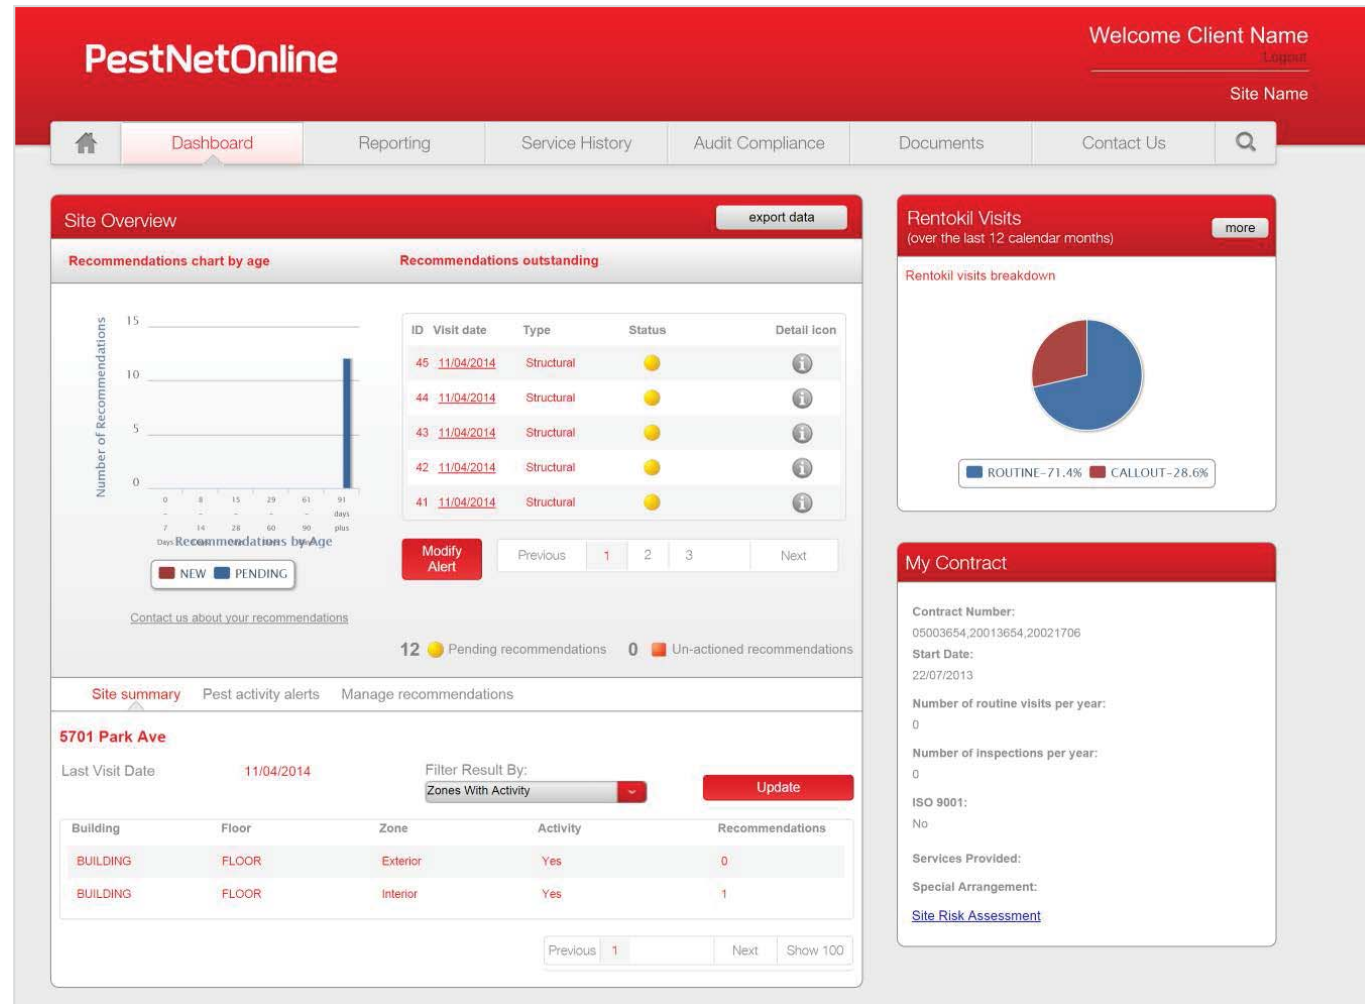 PestNetOnline
Welcome Client Name
Logout
Site Name
Dashboard
Reporting
Service History
Audit Compliance
Documents
Contact Us
Site Overview
export data
Recommendations chart by age
Recommendations outstanding
Number of Recommendations
15
10
5
0
0 8 15 29 61 91
- - - - - days
7 14 28 60 90 plus
Days
Recommendations by Age
NEW PENDING
Contact us about your recommendations
ID Visit date Type Status Detail icon
45 11/04/2014 Structural
44 11/04/2014 Structural
43 11/04/2014 Structural
42 11/04/2014 Structural
41 11/04/2014 Structural
Modify
Alert
Previous 1 2 3 Next
12 Pending recommendations 0 Un-actioned recommendations
Site summary Pest activity alerts Manage recommendations
5701 Park Ave
Last Visit Date 11/04/2014
Filter Result By:
Zones With Activity
Update
Building Floor Zone Activity Recommendations
BUILDING FLOOR Exterior Yes 0
BUILDING FLOOR Interior Yes 1
Previous 1 Next Show 100
Rentokil Visits
(over the last 12 calendar months)
more
Rentokil visits breakdown
ROUTINE-71.4% CALLOUT-28.6%
My Contract
Contract Number:
05003654,20013654,20021706
Start Date:
22/07/2013
Number of routine visits per year:
0
Number of inspections per year:
0
ISO 9001:
No
Services Provided:
Special Arrangement:
Site Risk Assessment